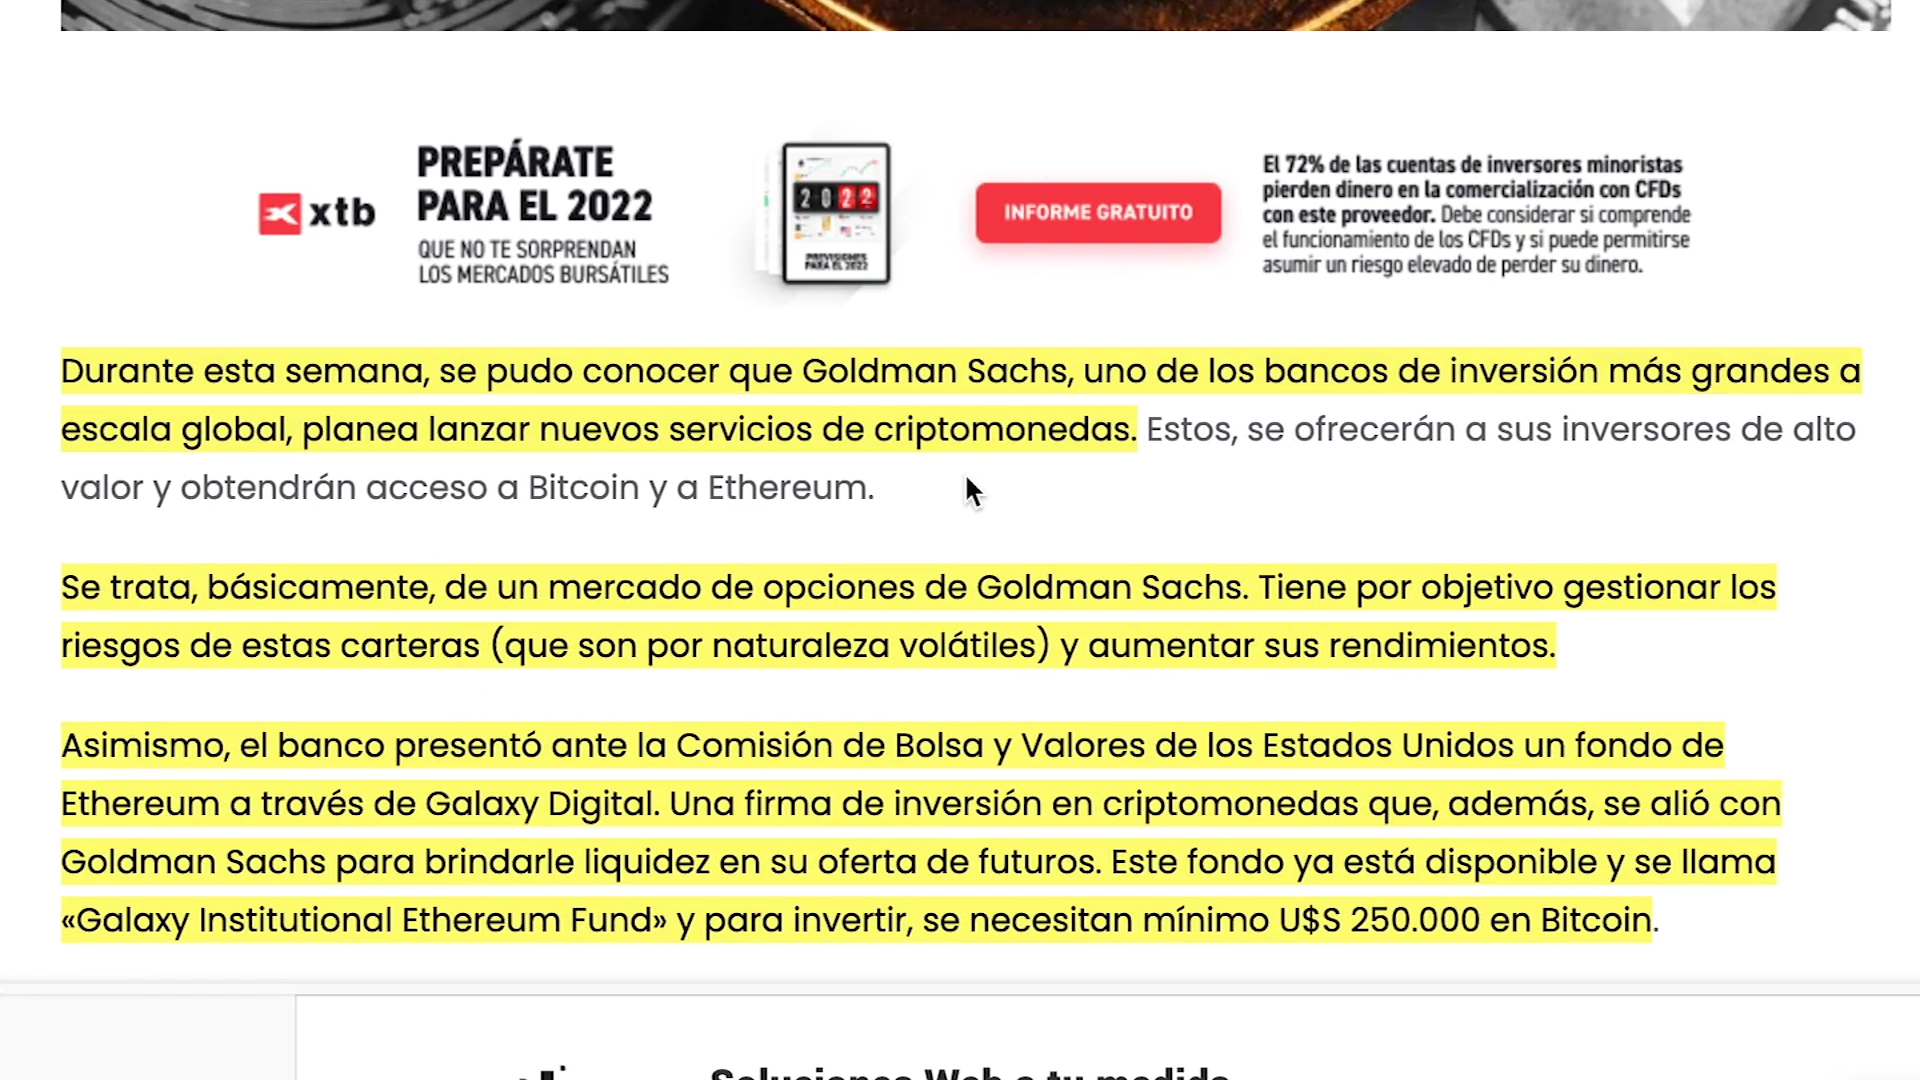 xtb
PREPÁRATE
PARA EL 2022
QUE NO TE SORPRENDAN
LOS MERCADOS BURSÁTILES
2022
PREVISIONES
PARA EL 2022
INFORME GRATUITO
El 72% de las cuentas de inversores minoristas
pierden dinero en la comercialización con CFDs
con este proveedor. Debe considerar si comprende
el funcionamiento de los CFDs y si puede permitirse
asumir un riesgo elevado de perder su dinero.
Durante esta semana, se pudo conocer que Goldman Sachs, uno de los bancos de inversión más grandes a
escala global, planea lanzar nuevos servicios de criptomonedas. Estos, se ofrecerán a sus inversores de alto
valor y obtendrán acceso a Bitcoin y a Ethereum.
Se trata, básicamente, de un mercado de opciones de Goldman Sachs. Tiene por objetivo gestionar los
riesgos de estas carteras (que son por naturaleza volátiles) y aumentar sus rendimientos.
Asimismo, el banco presentó ante la Comisión de Bolsa y Valores de los Estados Unidos un fondo de
Ethereum a través de Galaxy Digital. Una firma de inversión en criptomonedas que, además, se alió con
Goldman Sachs para brindarle liquidez en su oferta de futuros. Este fondo ya está disponible y se llama
«Galaxy Institutional Ethereum Fund» y para invertir, se necesitan mínimo U$S 250.000 en Bitcoin.
Soluciones Web a tu medida